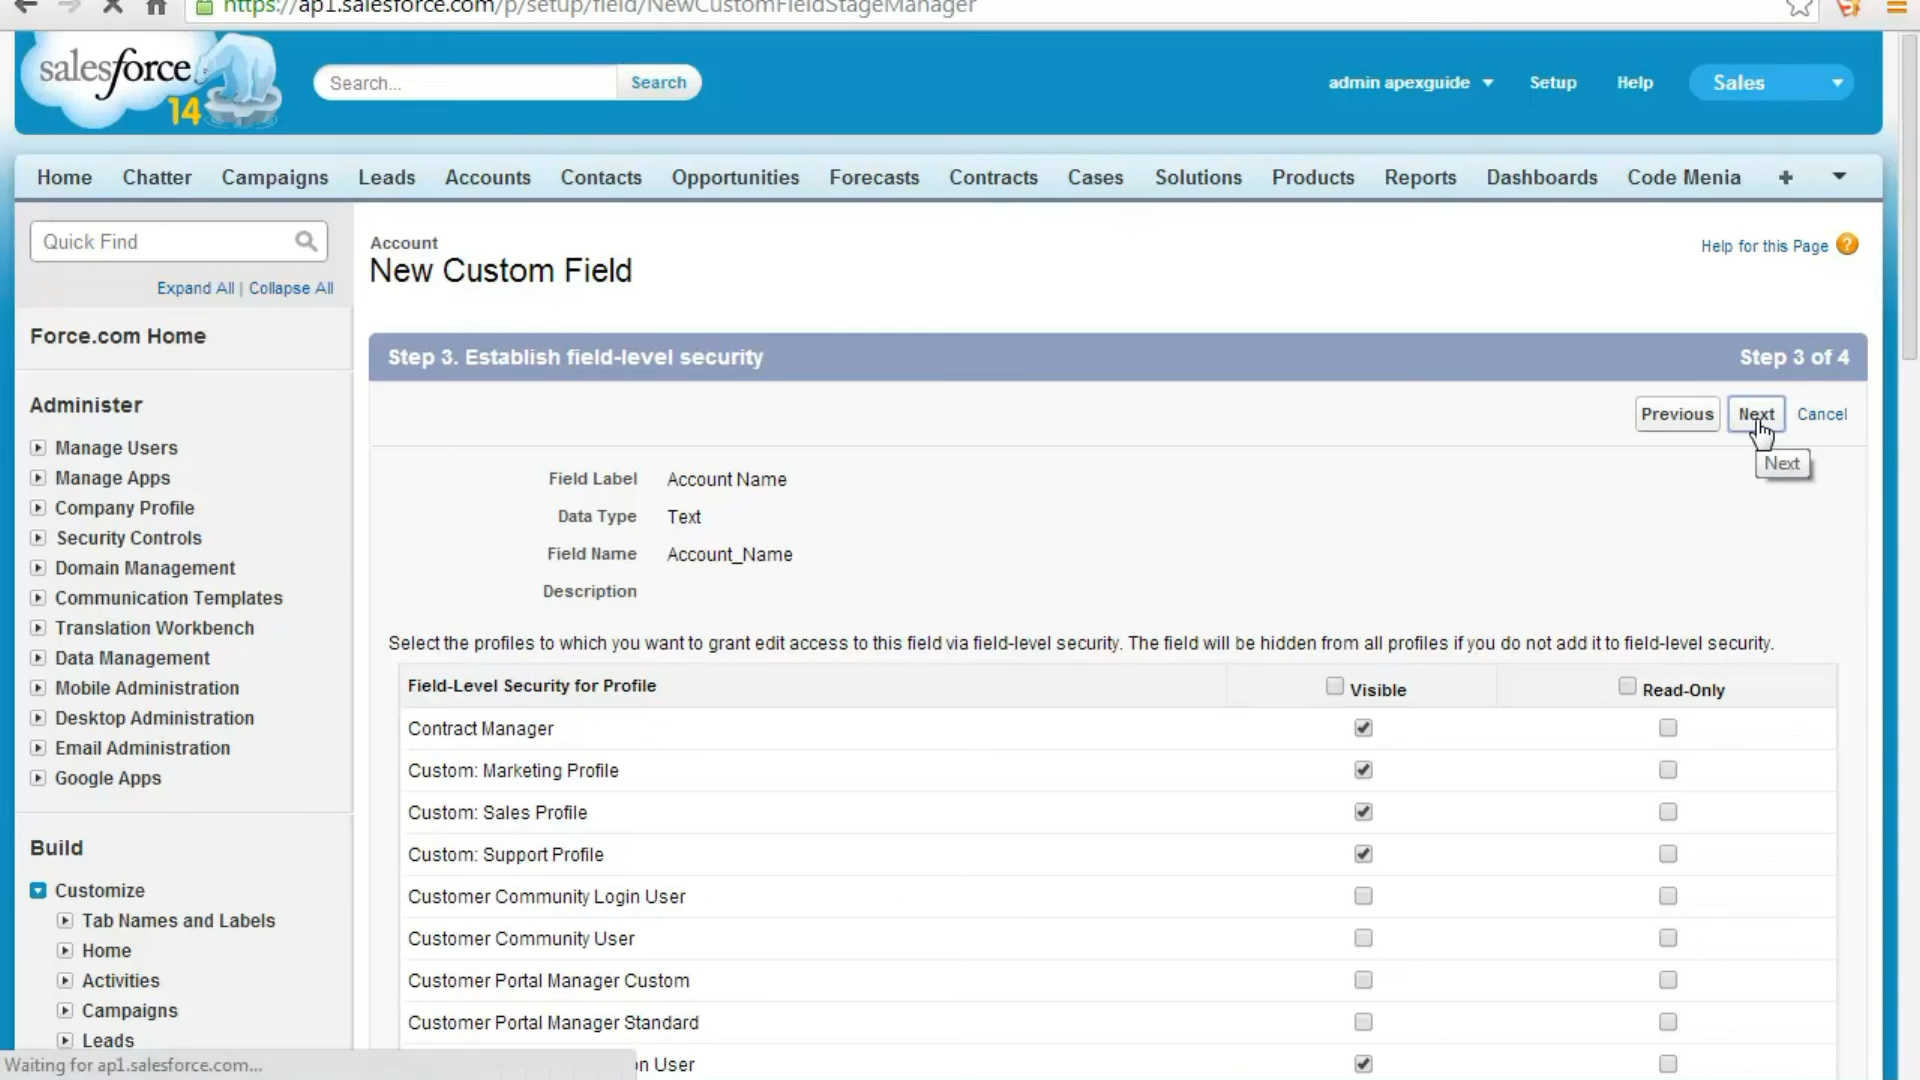 https://ap1.salesforce.com/p/setup/field/NewCustomFieldStageManager
salesforce
14
Search...
Search
admin apexguide
Setup
Help
Sales
Home
Chatter
Campaigns
Leads
Accounts
Contacts
Opportunities
Forecasts
Contracts
Cases
Solutions
Products
Reports
Dashboards
Code Menia
+
Quick Find
Expand All | Collapse All
Force.com Home
Administer
Manage Users
Manage Apps
Company Profile
Security Controls
Domain Management
Communication Templates
Translation Workbench
Data Management
Mobile Administration
Desktop Administration
Email Administration
Google Apps
Build
Customize
Tab Names and Labels
Home
Activities
Campaigns
Leads
Account
New Custom Field
Help for this Page ?
Step 3. Establish field-level security
Step 3 of 4
Previous
Next
Cancel
Next
Field Label Account Name
Data Type Text
Field Name Account_Name
Description
Select the profiles to which you want to grant edit access to this field via field-level security. The field will be hidden from all profiles if you do not add it to field-level security.
Field-Level Security for Profile
Visible
Read-Only
Contract Manager
Custom: Marketing Profile
Custom: Sales Profile
Custom: Support Profile
Customer Community Login User
Customer Community User
Customer Portal Manager Custom
Customer Portal Manager Standard
User
Waiting for ap1.salesforce.com...